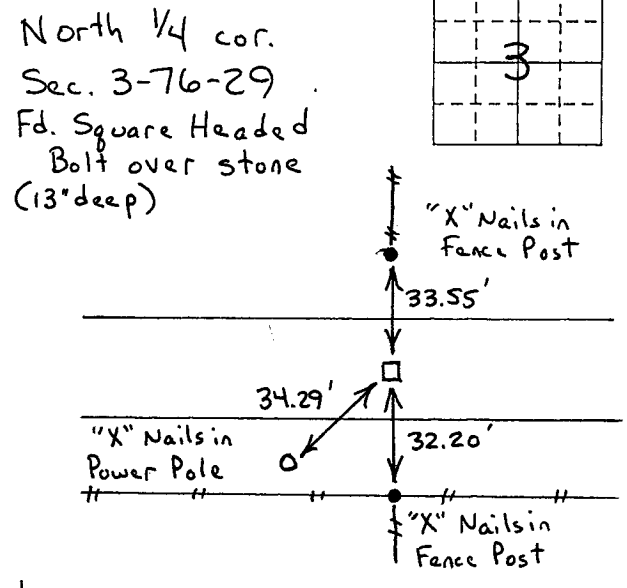 North 1/4 cor.
Sec. 3-76-29
Fd. Square Headed
Bolt over stone
(13" deep)
3
"X" Nails in
Fence Post
33.55'
34.29'
"X" Nails in
Power Pole
32.20'
"X" Nails in
Fence Post